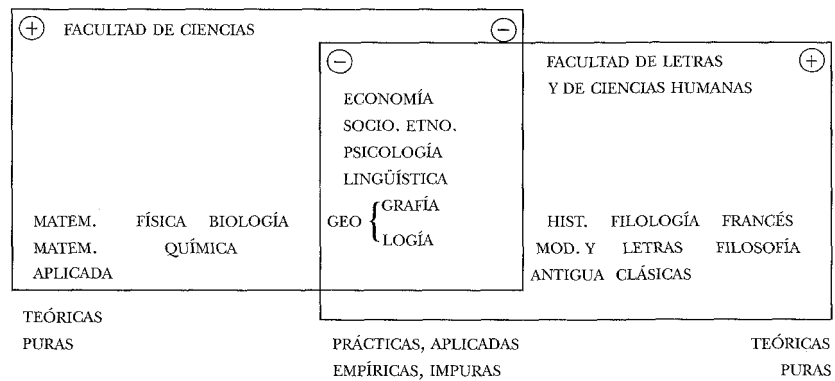 + FACULTAD DE CIENCIAS −
− FACULTAD DE LETRAS +
Y DE CIENCIAS HUMANAS
ECONOMÍA
SOCIO. ETNO.
PSICOLOGÍA
LINGÜÍSTICA
GEO { GRAFÍA
LOGÍA
MATEM. FÍSICA BIOLOGÍA
MATEM. QUÍMICA
APLICADA
HIST. FILOLOGÍA FRANCÉS
MOD. Y LETRAS FILOSOFÍA
ANTIGUA CLÁSICAS
TEÓRICAS
PURAS
PRÁCTICAS, APLICADAS
EMPÍRICAS, IMPURAS
TEÓRICAS
PURAS